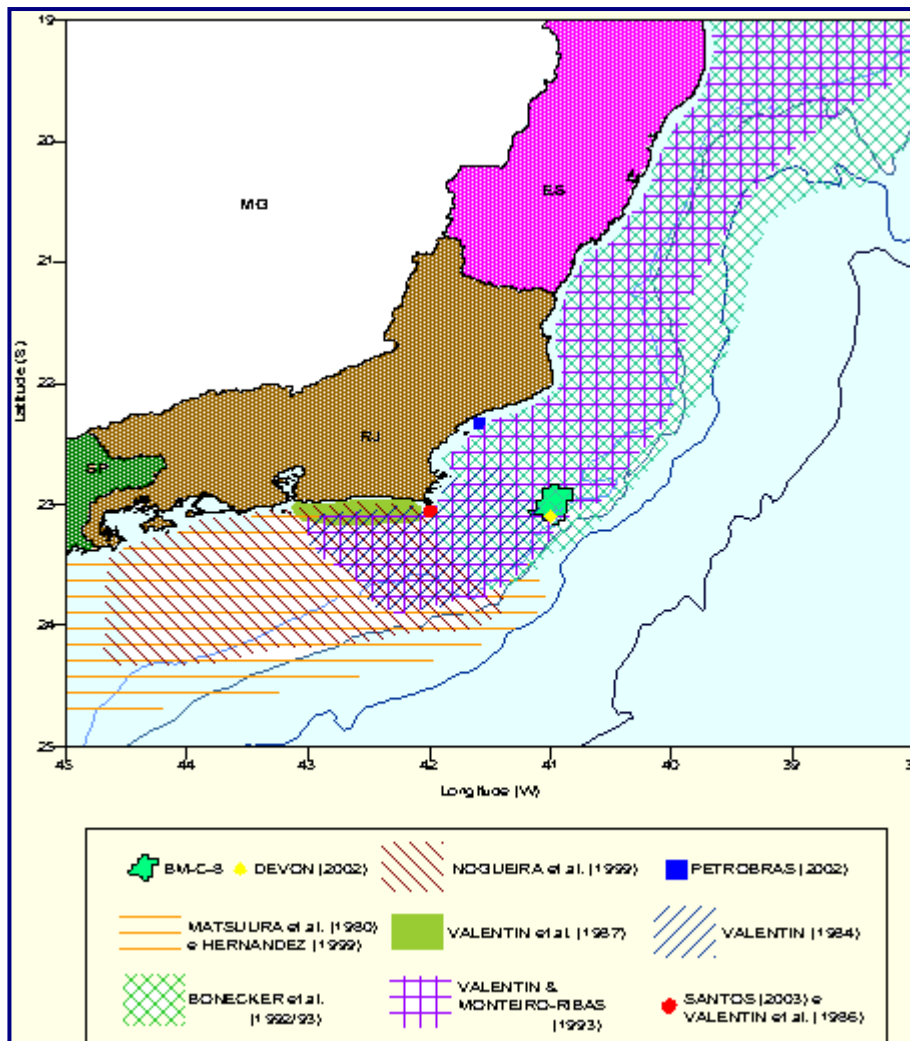 19
20
21
22
23
24
25
Latitude (S)
MG
ES
RJ
SP
45
44
43
42
41
40
39
Longitude (W)
BM-C-8
DEVON (2002)
NOGUEIRA et al. (1999)
PETROBRAS (2002)
MATSUURA et al. (1980)
e HERNANDEZ (1999)
VALENTIN et al. (1987)
VALENTIN (1984)
BONECKER et al.
(1992/93)
VALENTIN &
MONTEIRO-RIBAS
(1993)
SANTOS (2003) e
VALENTIN et al. (1986)